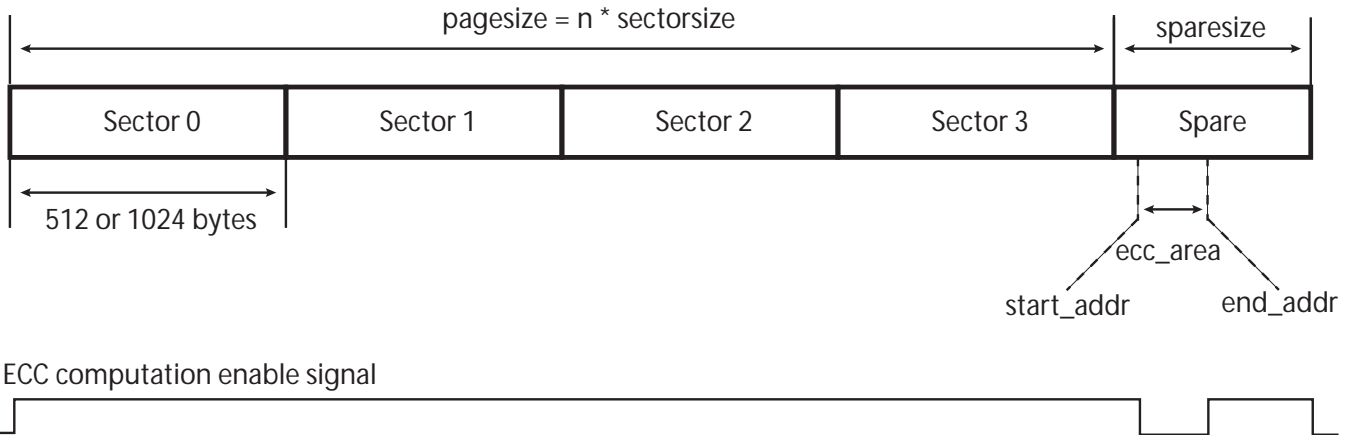 pagesize = n * sectorsize
sparesize
Sector 0
Sector 1
Sector 2
Sector 3
Spare
512 or 1024 bytes
ecc_area
start_addr
end_addr
ECC computation enable signal